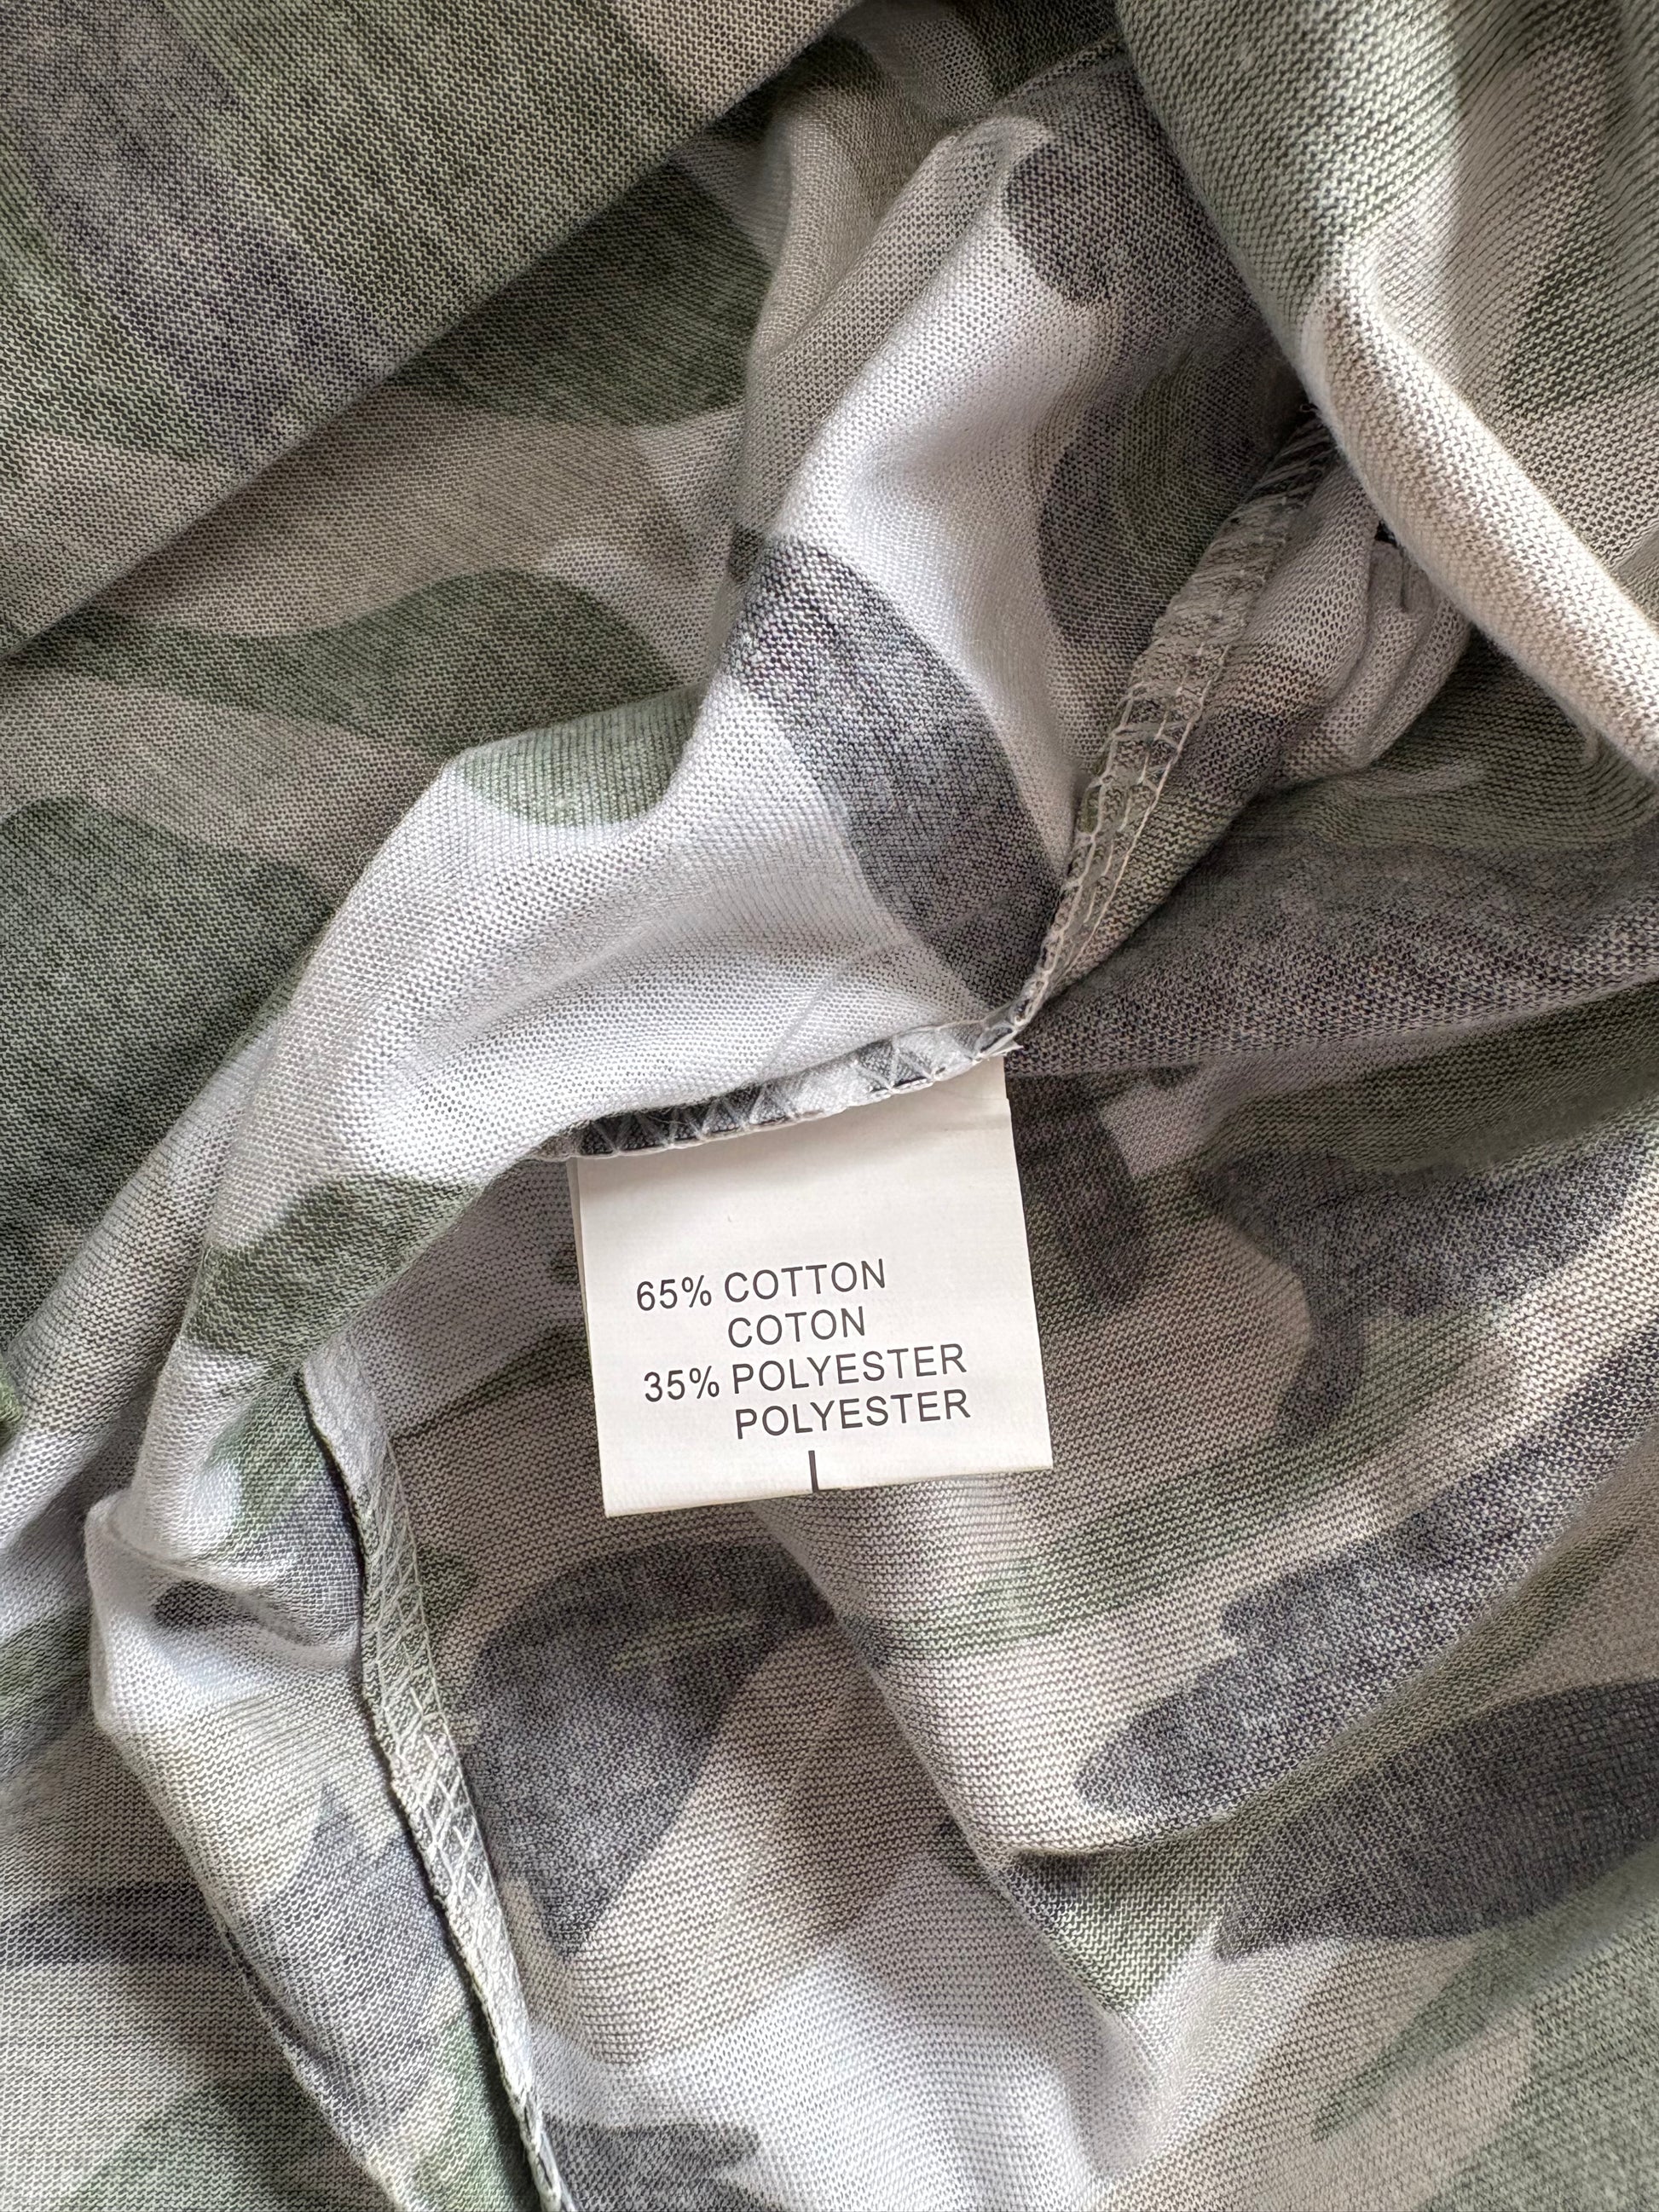 65% COTTON
COTON
35% POLYESTER
POLYESTER